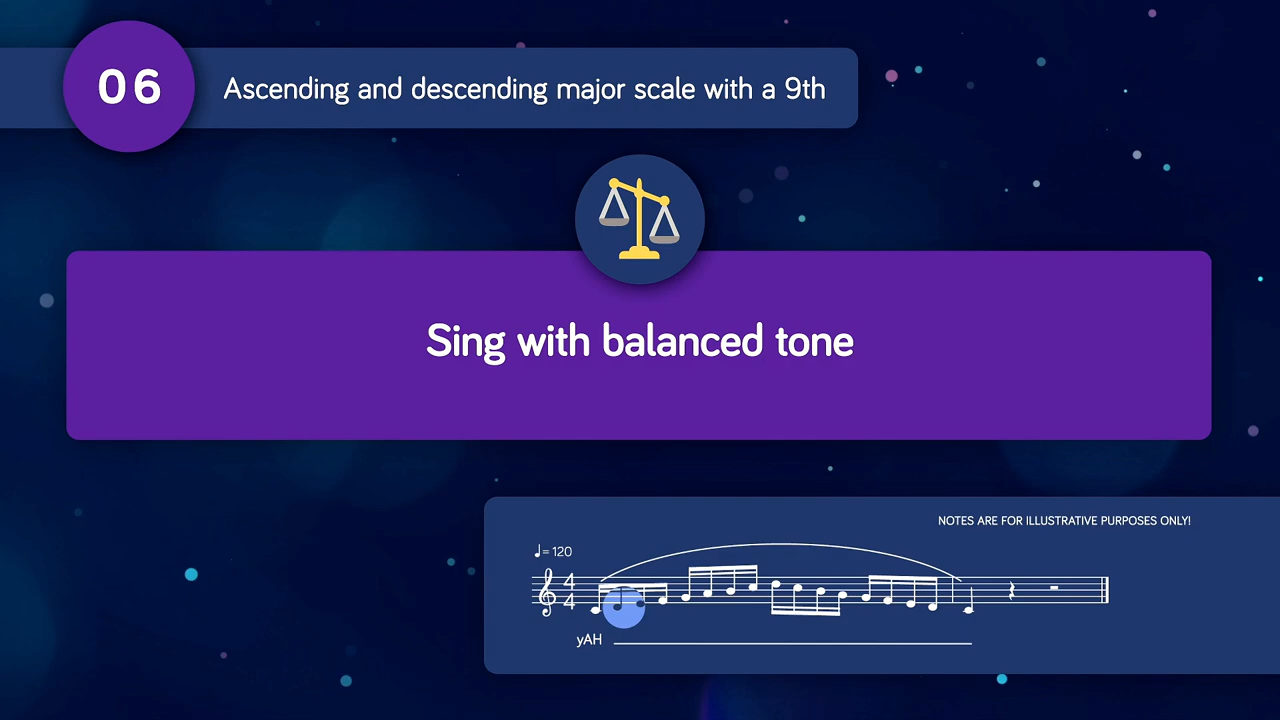 06
Ascending and descending major scale with a 9th
Sing with balanced tone
NOTES ARE FOR ILLUSTRATIVE PURPOSES ONLY!
♩= 120
4
4
yAH